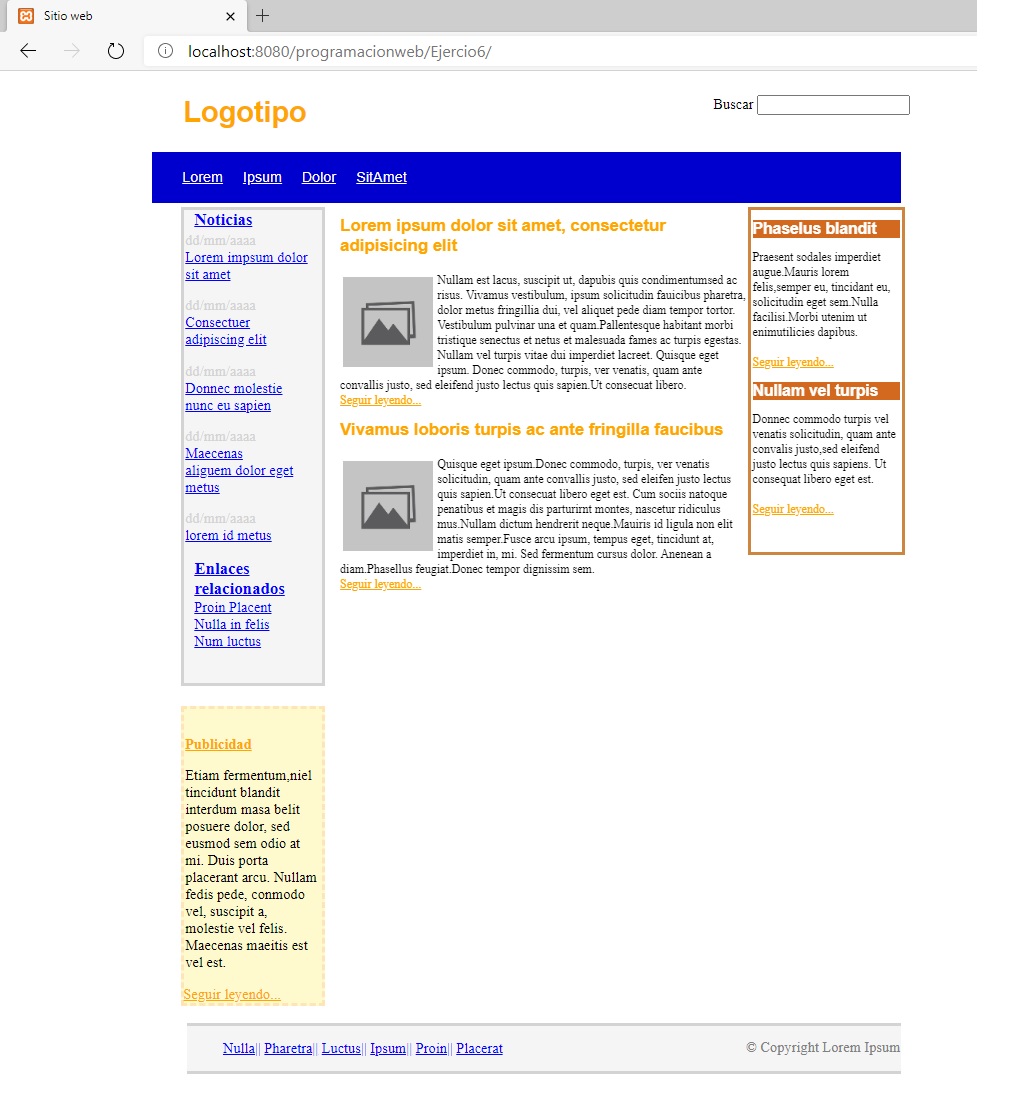 Sitio web
localhost:8080/programacionweb/Ejercio6/
Logotipo
Buscar
Lorem Ipsum Dolor SitAmet
Noticias
dd/mm/aaaa
Lorem impsum dolor
sit amet
dd/mm/aaaa
Consectuer
adipiscing elit
dd/mm/aaaa
Donnec molestie
nunc eu sapien
dd/mm/aaaa
Maecenas
aliguem dolor eget
metus
dd/mm/aaaa
lorem id metus
Enlaces
relacionados
Proin Placent
Nulla in felis
Num luctus
Publicidad
Etiam fermentum,niel
tincidunt blandit
interdum masa belit
posuere dolor, sed
eusmod sem odio at
mi. Duis porta
placerant arcu. Nullam
fedis pede, conmodo
vel, suscipit a,
molestie vel felis.
Maecenas maeitis est
vel est.
Seguir leyendo...
Lorem ipsum dolor sit amet, consectetur
adipisicing elit
Nullam est lacus, suscipit ut, dapubis quis condimentumsed ac
risus. Vivamus vestibulum, ipsum solicitudin fauicibus pharetra,
dolor metus fringillia dui, vel aliquet pede diam tempor tortor.
Vestibulum pulvinar una et quam.Pallentesque habitant morbi
tristique senectus et netus et malesuada fames ac turpis egestas.
Nullam vel turpis vitae dui imperdiet lacreet. Quisque eget
ipsum. Donec commodo, turpis, ver venatis, quam ante
convallis justo, sed eleifend justo lectus quis sapien.Ut consecuat libero.
Seguir leyendo...
Vivamus loboris turpis ac ante fringilla faucibus
Quisque eget ipsum.Donec commodo, turpis, ver venatis
solicitudin, quam ante convallis justo, sed eleifen justo lectus
quis sapien.Ut consecuat libero eget est. Cum sociis natoque
penatibus et magis dis parturirnt montes, nascetur ridiculus
mus.Nullam dictum hendrerit neque.Mauiris id ligula non elit
matis semper.Fusce arcu ipsum, tempus eget, tincidunt at,
imperdiet in, mi. Sed fermentum cursus dolor. Anenean a
diam.Phasellus feugiat.Donec tempor dignissim sem.
Seguir leyendo...
Phaselus blandit
Praesent sodales imperdiet
augue.Mauris lorem
felis,semper eu, tincidant eu,
solicitudin eget sem.Nulla
facilisi.Morbi utenim ut
enimutilicies dapibus.
Seguir leyendo...
Nullam vel turpis
Donnec commodo turpis vel
venatis solicitudin, quam ante
convalis justo,sed eleifend
justo lectus quis sapiens. Ut
consequat libero eget est.
Seguir leyendo...
Nulla|| Pharetra|| Luctus|| Ipsum|| Proin|| Placerat
© Copyright Lorem Ipsum